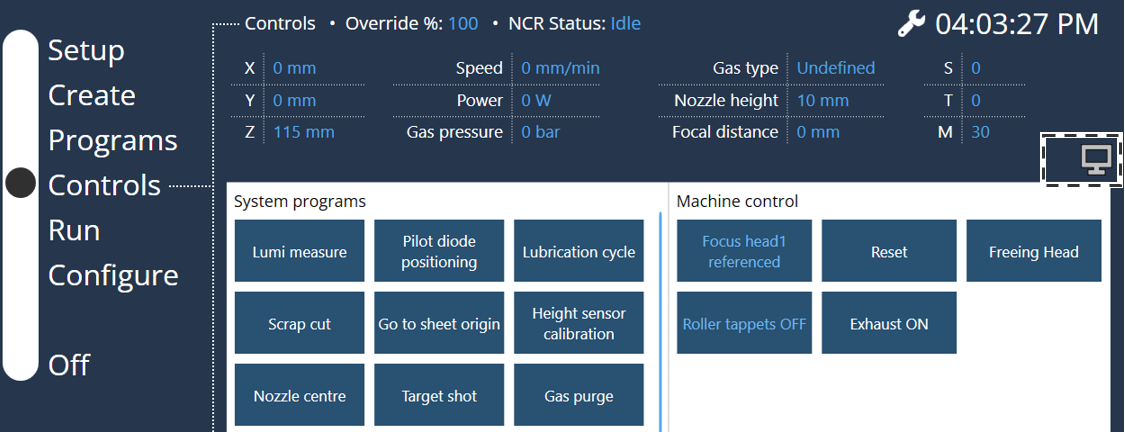 Controls • Override %: 100 • NCR Status: Idle
04:03:27 PM
Setup
Create
Programs
Controls
Run
Configure
Off
X 0 mm Speed 0 mm/min Gas type Undefined S 0
Y 0 mm Power 0 W Nozzle height 10 mm T 0
Z 115 mm Gas pressure 0 bar Focal distance 0 mm M 30
System programs
Lumi measure
Pilot diode
positioning
Lubrication cycle
Scrap cut
Go to sheet origin
Height sensor
calibration
Nozzle centre
Target shot
Gas purge
Machine control
Focus head1
referenced
Reset
Freeing Head
Roller tappets OFF
Exhaust ON